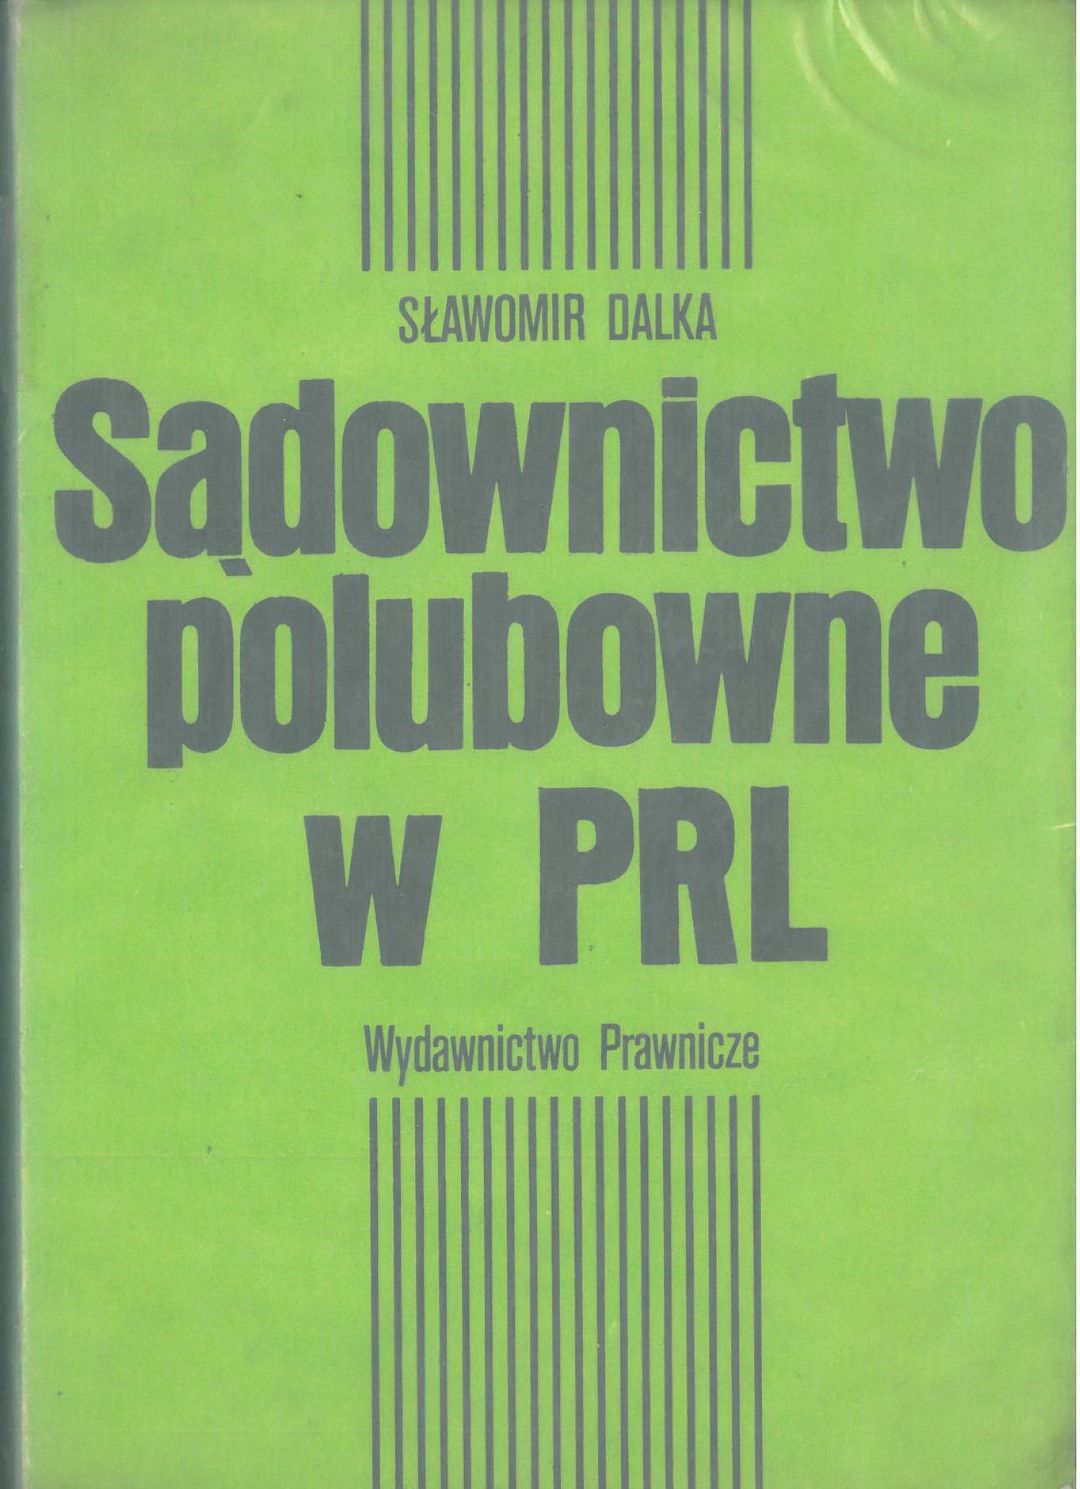 SŁAWOMIR DALKA
Sądownictwo
polubowne
w PRL
Wydawnictwo Prawnicze